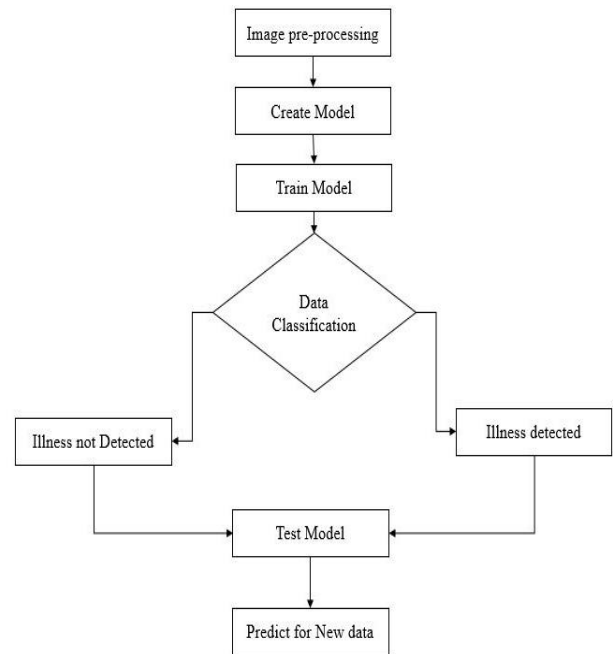 Image pre-processing
Create Model
Train Model
Data
Classification
Illness not Detected
Illness detected
Test Model
Predict for New data